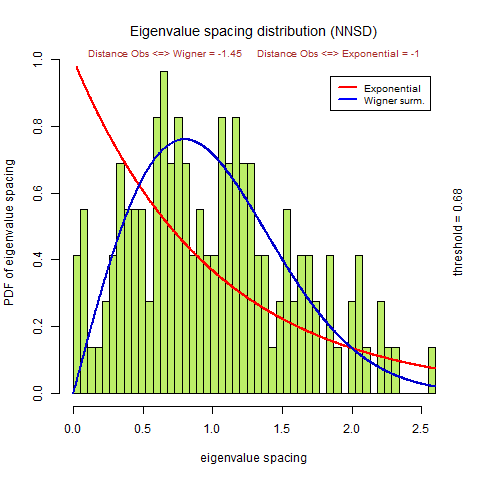 Eigenvalue spacing distribution (NNSD)
Distance Obs <=> Wigner = -1.45 Distance Obs <=> Exponential = -1
Exponential
Wigner surm.
PDF of eigenvalue spacing
1.0
0.8
0.6
0.4
0.2
0.0
threshold = 0.68
0.0 0.5 1.0 1.5 2.0 2.5
eigenvalue spacing